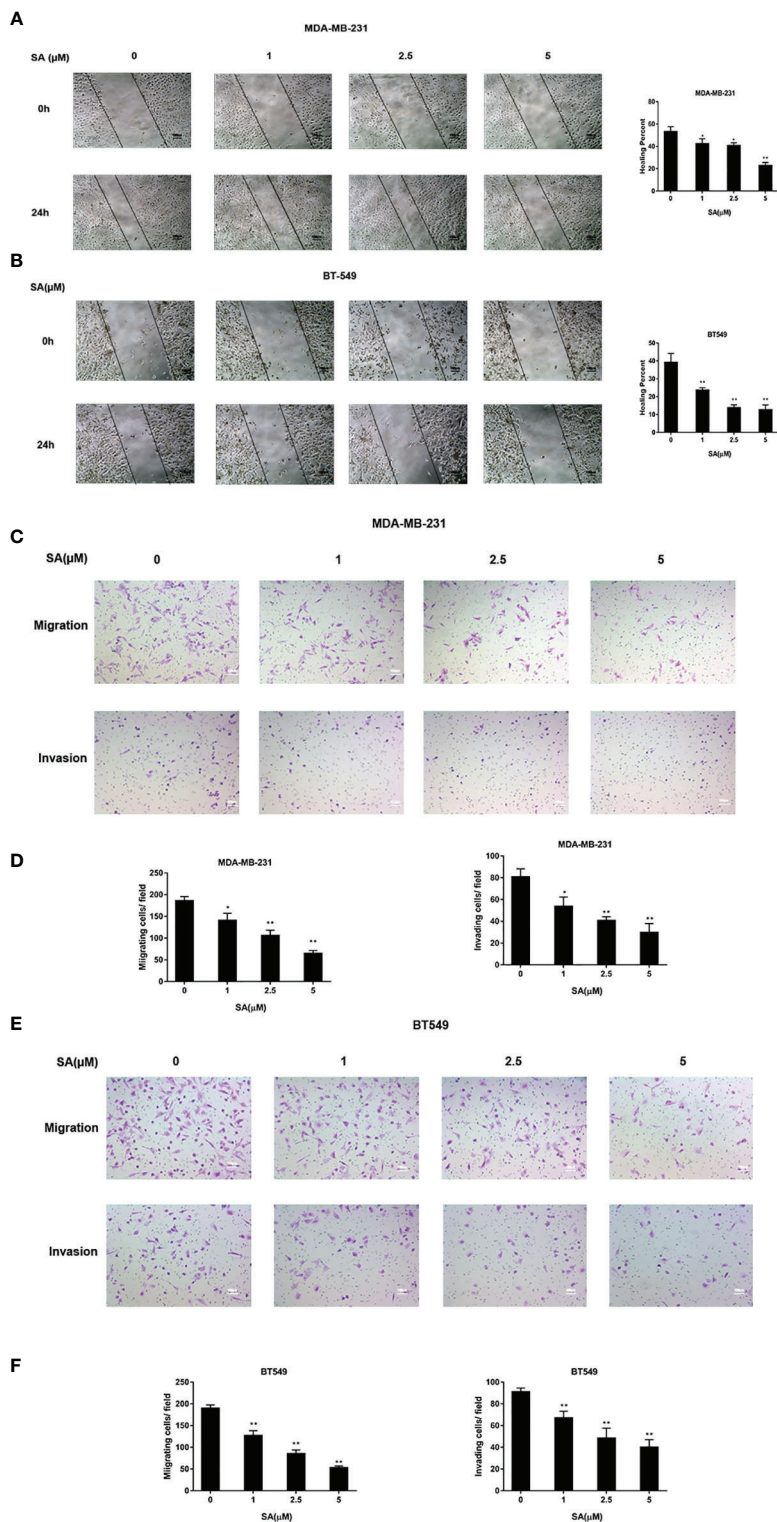 A
MDA-MB-231
SA (μM)
0
1
2.5
5
0h
24h
MDA-MB-231
Healing Percent
80
60
40
20
0
*
*
**
0
1
2.5
5
SA(μM)
B
BT-549
SA(μM)
0h
24h
BT549
Healing Percent
50
40
30
20
10
0
**
**
**
0
1
2.5
5
SA(μM)
C
MDA-MB-231
SA(μM)
0
1
2.5
5
Migration
Invasion
D
MDA-MB-231
Miigrating cells/ field
250
200
150
100
50
0
*
**
**
0
1
2.5
5
SA(μM)
MDA-MB-231
Invading cells/ field
100
80
60
40
20
0
*
**
**
0
1
2.5
5
SA(μM)
E
BT549
SA(μM)
0
1
2.5
5
Migration
Invasion
F
BT549
Miigrating cells/ field
250
200
150
100
50
0
**
**
**
0
1
2.5
5
SA(μM)
BT549
Invading cells/ field
100
80
60
40
20
0
**
**
**
0
1
2.5
5
SA(μM)